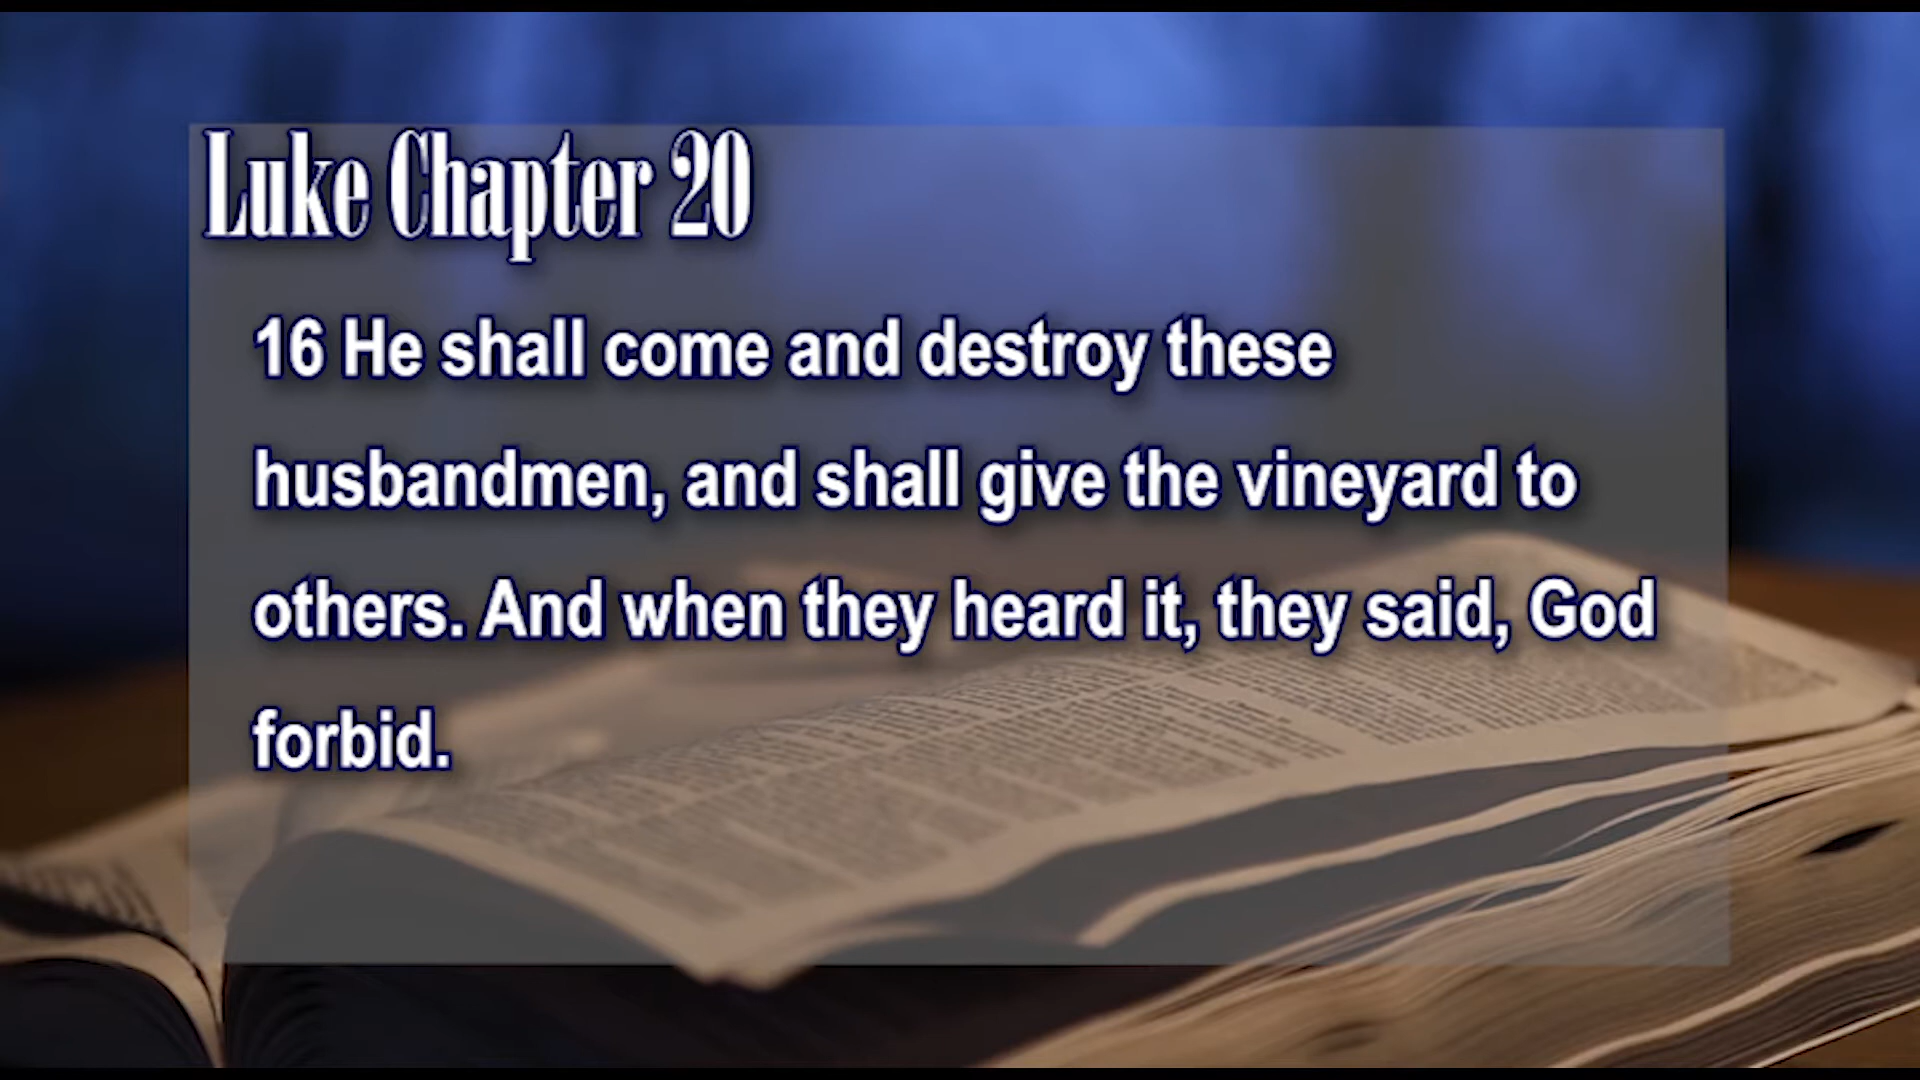 Luke Chapter 20
16 He shall come and destroy these
husbandmen, and shall give the vineyard to
others. And when they heard it, they said, God
forbid.